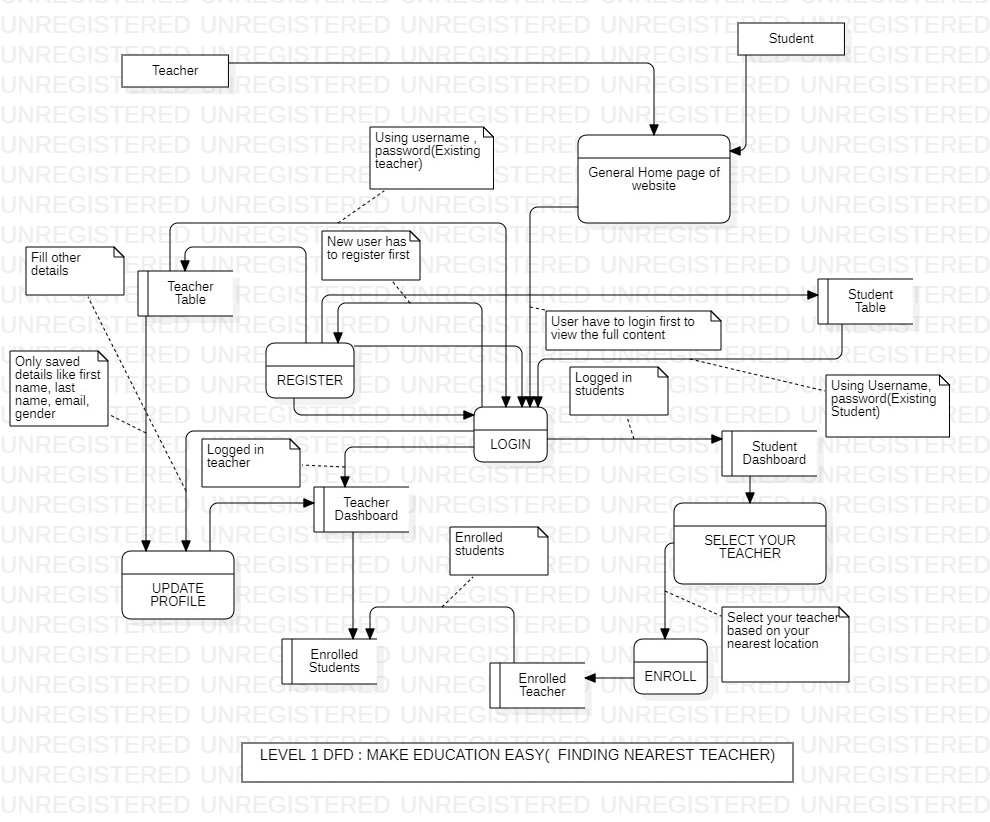 Student
Teacher
Using username ,
password(Existing
teacher)
General Home page of
website
New user has
to register first
Fill other
details
Teacher
Table
Student
Table
User have to login first to
view the full content
Only saved
details like first
name, last
name, email,
gender
REGISTER
Logged in
students
Using Username,
password(Existing
Student)
LOGIN
Logged in
teacher
Student
Dashboard
Teacher
Dashboard
SELECT YOUR
TEACHER
Enrolled
students
UPDATE
PROFILE
Select your teacher
based on your
nearest location
Enrolled
Students
Enrolled
Teacher
ENROLL
LEVEL 1 DFD : MAKE EDUCATION EASY(  FINDING NEAREST TEACHER)
UNREGISTERED